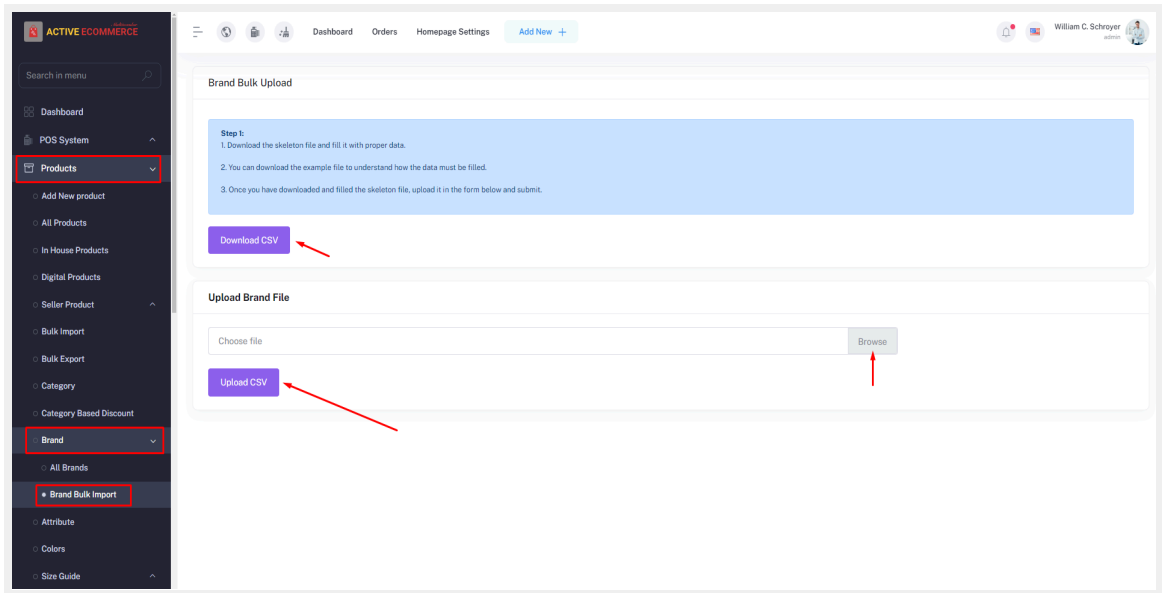 ACTIVE ECOMMERCE
Search in menu
Dashboard
POS System
Products
Add New product
All Products
In House Products
Digital Products
Seller Product
Bulk Import
Bulk Export
Category
Category Based Discount
Brand
All Brands
Brand Bulk Import
Attribute
Colors
Size Guide
Dashboard Orders Homepage Settings Add New +
William C. Schroyer
admin
Brand Bulk Upload
Step 1:
1. Download the skeleton file and fill it with proper data.
2. You can download the example file to understand how the data must be filled.
3. Once you have downloaded and filled the skeleton file, upload it in the form below and submit.
Download CSV
Upload Brand File
Choose file Browse
Upload CSV